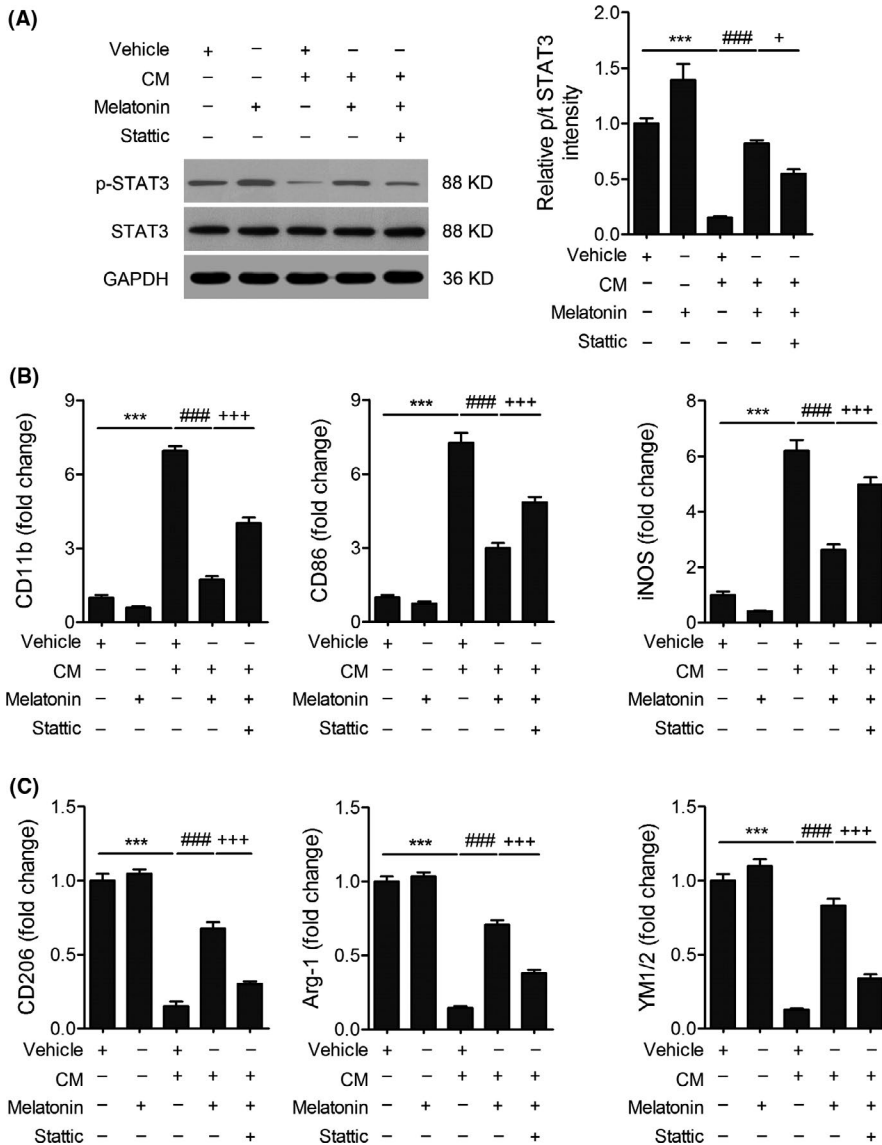 (A)
Vehicle + – + – –
CM – – + + +
Melatonin – + – + +
Stattic – – – – +
p-STAT3 88 KD
STAT3 88 KD
GAPDH 36 KD
Relative p/t STAT3
intensity
2.0
1.5
1.0
0.5
0.0
*** ### +
Vehicle + – + – –
CM – – + + +
Melatonin – + – + +
Stattic – – – – +
(B)
CD11b (fold change)
9
6
3
0
*** ### +++
Vehicle + – + – –
CM – – + + +
Melatonin – + – + +
Stattic – – – – +
CD86 (fold change)
9
6
3
0
*** ### +++
Vehicle + – + – –
CM – – + + +
Melatonin – + – + +
Stattic – – – – +
iNOS (fold change)
8
6
4
2
0
*** ### +++
Vehicle + – + – –
CM – – + + +
Melatonin – + – + +
Stattic – – – – +
(C)
CD206 (fold change)
1.5
1.0
0.5
0.0
*** ### +++
Vehicle + – + – –
CM – – + + +
Melatonin – + – + +
Stattic – – – – +
Arg-1 (fold change)
1.5
1.0
0.5
0.0
*** ### +++
Vehicle + – + – –
CM – – + + +
Melatonin – + – + +
Stattic – – – – +
YM1/2 (fold change)
1.5
1.0
0.5
0.0
*** ### +++
Vehicle + – + – –
CM – – + + +
Melatonin – + – + +
Stattic – – – – +